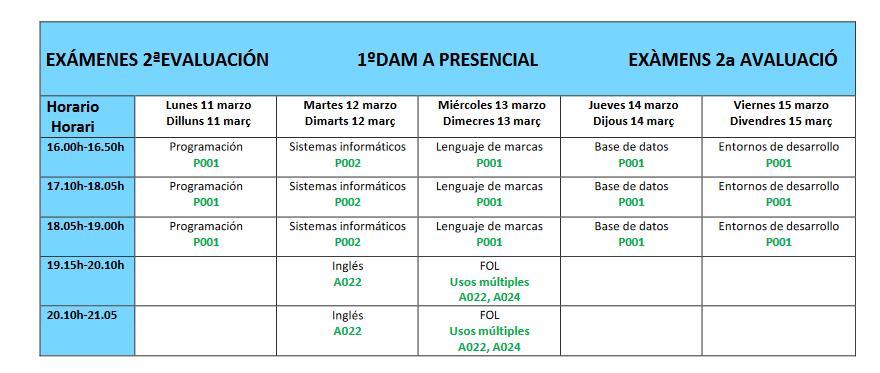 EXÁMENES 2ªEVALUACIÓN 1ºDAM A PRESENCIAL EXÀMENS 2a AVALUACIÓ
Horario Lunes 11 marzo Martes 12 marzo Miércoles 13 marzo Jueves 14 marzo Viernes 15 marzo
Horari Dilluns 11 març Dimarts 12 març Dimecres 13 març Dijous 14 març Divendres 15 març
16.00h-16.50h Programación Sistemas informáticos Lenguaje de marcas Base de datos Entornos de desarrollo
P001 P002 P001 P001 P001
17.10h-18.05h Programación Sistemas informáticos Lenguaje de marcas Base de datos Entornos de desarrollo
P001 P002 P001 P001 P001
18.05h-19.00h Programación Sistemas informáticos Lenguaje de marcas Base de datos Entornos de desarrollo
P001 P002 P001 P001 P001
19.15h-20.10h Inglés FOL
A022 Usos múltiples
A022, A024
20.10h-21.05 Inglés FOL
A022 Usos múltiples
A022, A024